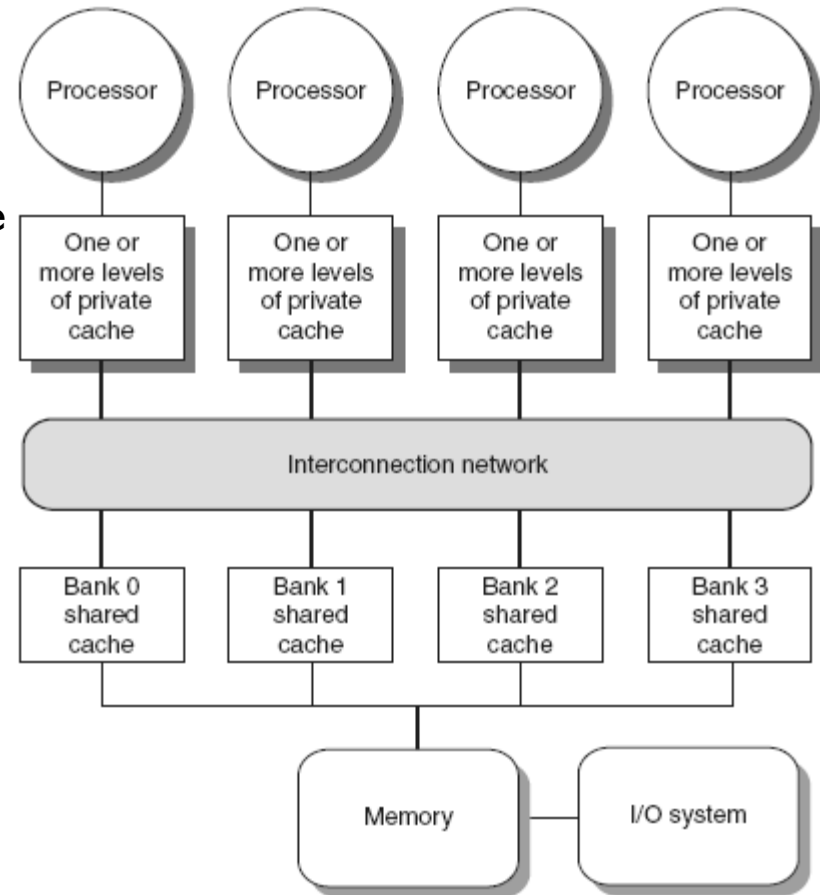 Processor
Processor
Processor
Processor
e
One or
more levels
of private
cache
One or
more levels
of private
cache
One or
more levels
of private
cache
One or
more levels
of private
cache
Interconnection network
Bank 0
shared
cache
Bank 1
shared
cache
Bank 2
shared
cache
Bank 3
shared
cache
Memory
I/O system